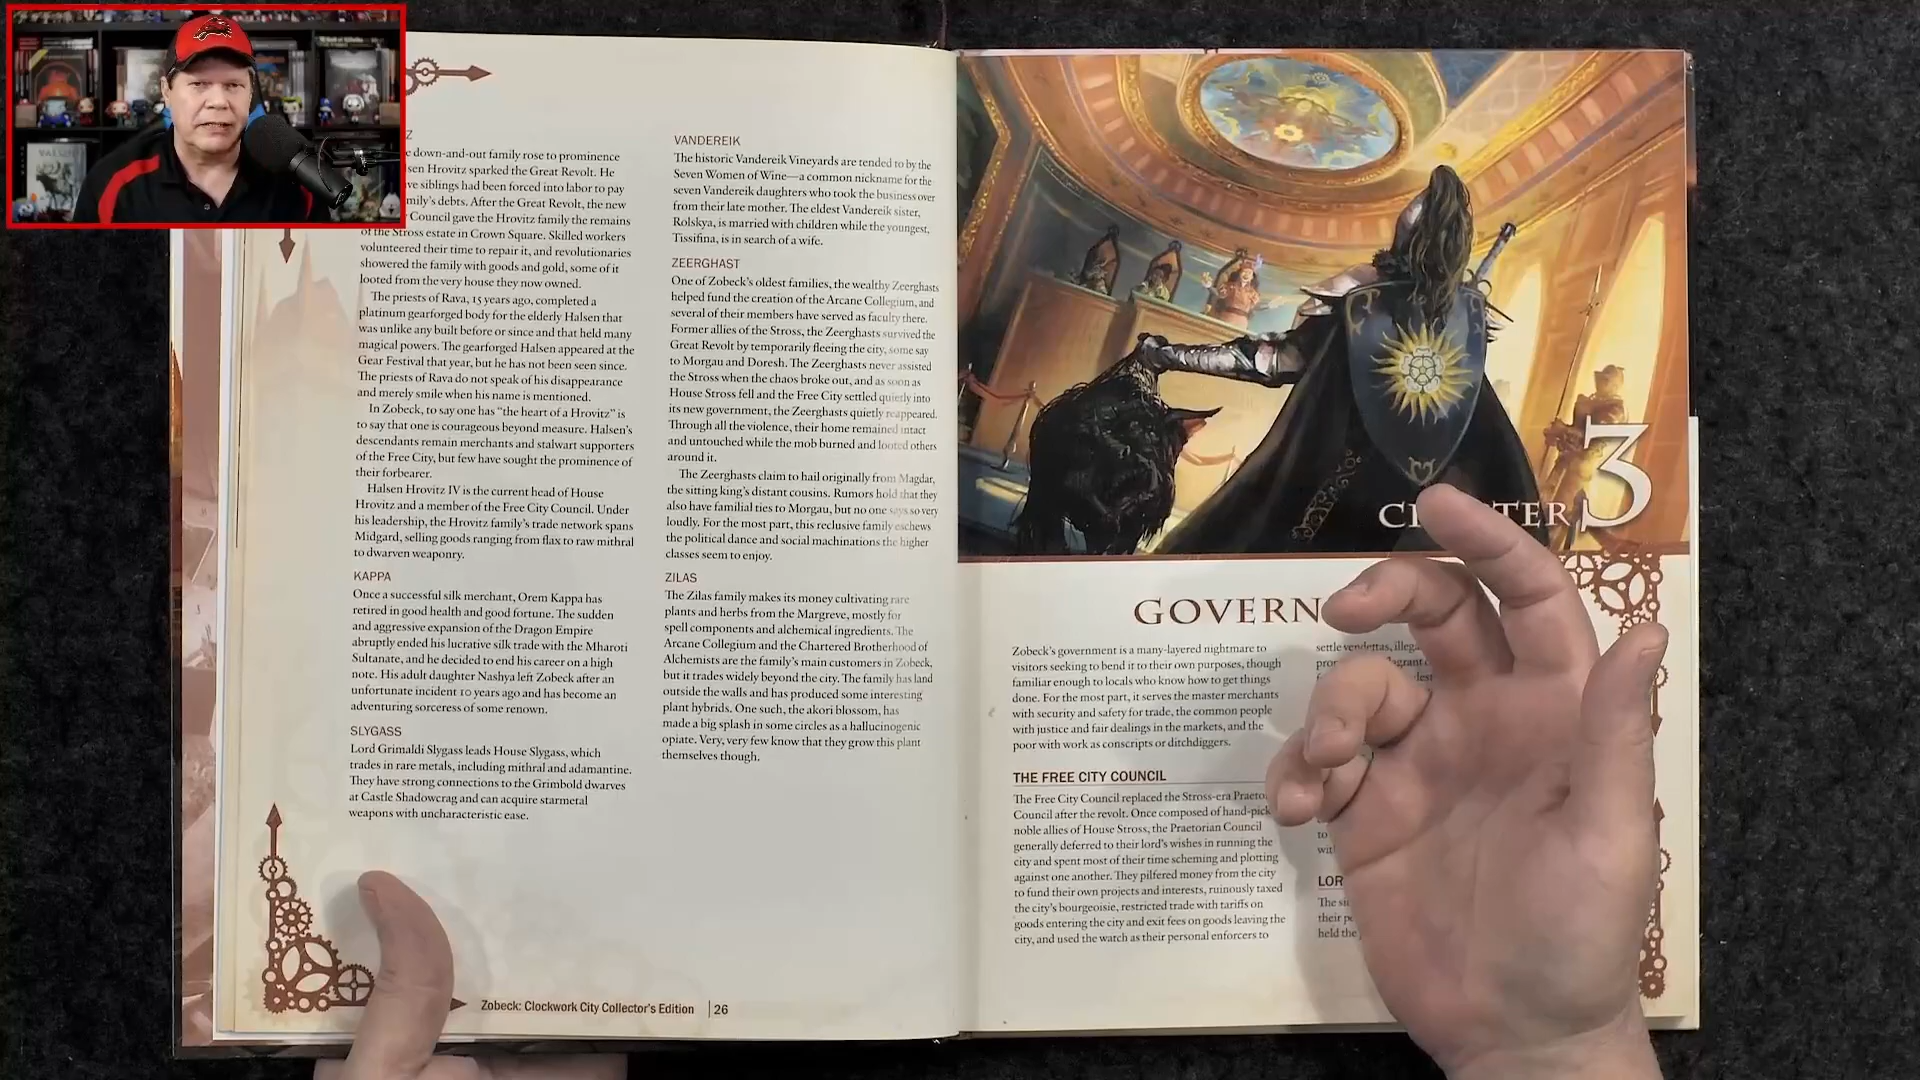 Z
down-and-out family rose to prominence
Hrovitz sparked the Great Revolt. He
siblings had been forced into labor to pay
debts. After the Great Revolt, the new
Council gave the Hrovitz family the remains
of the Stross estate in Crown Square. Skilled workers
volunteered their time to repair it, and revolutionaries
showered the family with goods and gold, some of it
looted from the very house they now owned.
The priests of Rava, 15 years ago, completed a
platinum gearforged body for the elderly Halsen that
was unlike any built before or since and that held many
magical powers. The gearforged Halsen appeared at the
Gear Festival that year, but he has not been seen since.
The priests of Rava do not speak of his disappearance
and merely smile when his name is mentioned.
In Zobeck, to say one has "the heart of a Hrovitz" is
to say that one is courageous beyond measure. Halsen's
descendants remain merchants and stalwart supporters
of the Free City, but few have sought the prominence of
their forbearer.
Halsen Hrovitz IV is the current head of House
Hrovitz and a member of the Free City Council. Under
his leadership, the Hrovitz family's trade network spans
Midgard, selling goods ranging from flax to raw mithral
to dwarven weaponry.
KAPPA
Once a successful silk merchant, Orem Kappa has
retired in good health and good fortune. The sudden
and aggressive expansion of the Dragon Empire
abruptly ended his lucrative silk trade with the Mharoti
Sultanate, and he decided to end his career on a high
note. His adult daughter Nashya left Zobeck after an
unfortunate incident 10 years ago and has become an
adventuring sorceress of some renown.
SLYGASS
Lord Grimaldi Slygass leads House Slygass, which
trades in rare metals, including mithral and adamantine.
They have strong connections to the Grimbold dwarves
at Castle Shadowcrag and can acquire starmetal
weapons with uncharacteristic ease.
VANDEREIK
The historic Vandereik Vineyards are tended to by the
Seven Women of Wine—a common nickname for the
seven Vandereik daughters who took the business over
from their late mother. The eldest Vandereik sister,
Rolskya, is married with children while the youngest,
Tissifina, is in search of a wife.
ZEERGHAST
One of Zobeck's oldest families, the wealthy Zeerghasts
helped fund the creation of the Arcane Collegium, and
several of their members have served as faculty there.
Former allies of the Stross, the Zeerghasts survived the
Great Revolt by temporarily fleeing the city, some say
to Morgau and Doresh. The Zeerghasts never assisted
the Stross when the chaos broke out, and as soon as
House Stross fell and the Free City settled quietly into
its new government, the Zeerghasts quietly reappeared.
Through all the violence, their home remained intact
and untouched while the mob burned and looted others
around it.
The Zeerghasts claim to hail originally from Magdar,
the sitting king's distant cousins. Rumors hold that they
also have familial ties to Morgau, but no one says so very
loudly. For the most part, this reclusive family eschews
the political dance and social machinations the higher
classes seem to enjoy.
ZILAS
The Zilas family makes its money cultivating rare
plants and herbs from the Margreve, mostly for
spell components and alchemical ingredients. The
Arcane Collegium and the Chartered Brotherhood of
Alchemists are the family's main customers in Zobeck,
but it trades widely beyond the city. The family has land
outside the walls and has produced some interesting
plant hybrids. One such, the akori blossom, has
made a big splash in some circles as a hallucinogenic
opiate. Very, very few know that they grow this plant
themselves though.
Zobeck: Clockwork City Collector's Edition | 26
3
GOVERN
Zobeck's government is a many-layered nightmare to
visitors seeking to bend it to their own purposes, though
familiar enough to locals who know how to get things
done. For the most part, it serves the master merchants
with security and safety for trade, the common people
with justice and fair dealings in the markets, and the
poor with work as conscripts or ditchdiggers.
THE FREE CITY COUNCIL
The Free City Council replaced the Stross-era
Council after the revolt. Once composed of
noble allies of House Stross, the Praetorian Council
generally deferred to their lord's wishes in running the
city and spent most of their time scheming and plotting
against one another. They pilfered money from the city
to fund their own projects and interests, ruinously taxed
the city's bourgeoisie, restricted trade with tariffs on
goods entering the city and exit fees on goods leaving the
city, and used the watch as their personal enforcers to
settle vendettas,
to
LOR
The
their
held the